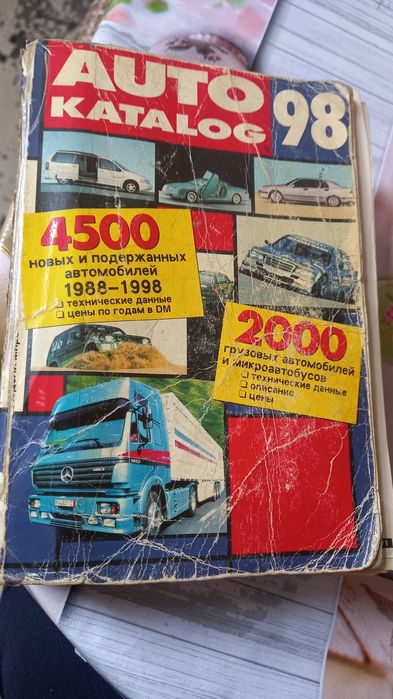 AUTO
KATALOG 98
4500
новых и подержанных
автомобилей
1988–1998
❑ технические данные
❑ цены по годам в DM
2000
грузовых автомобилей
и микроавтобусов
❑ технические данные
❑ описание
❑ цены